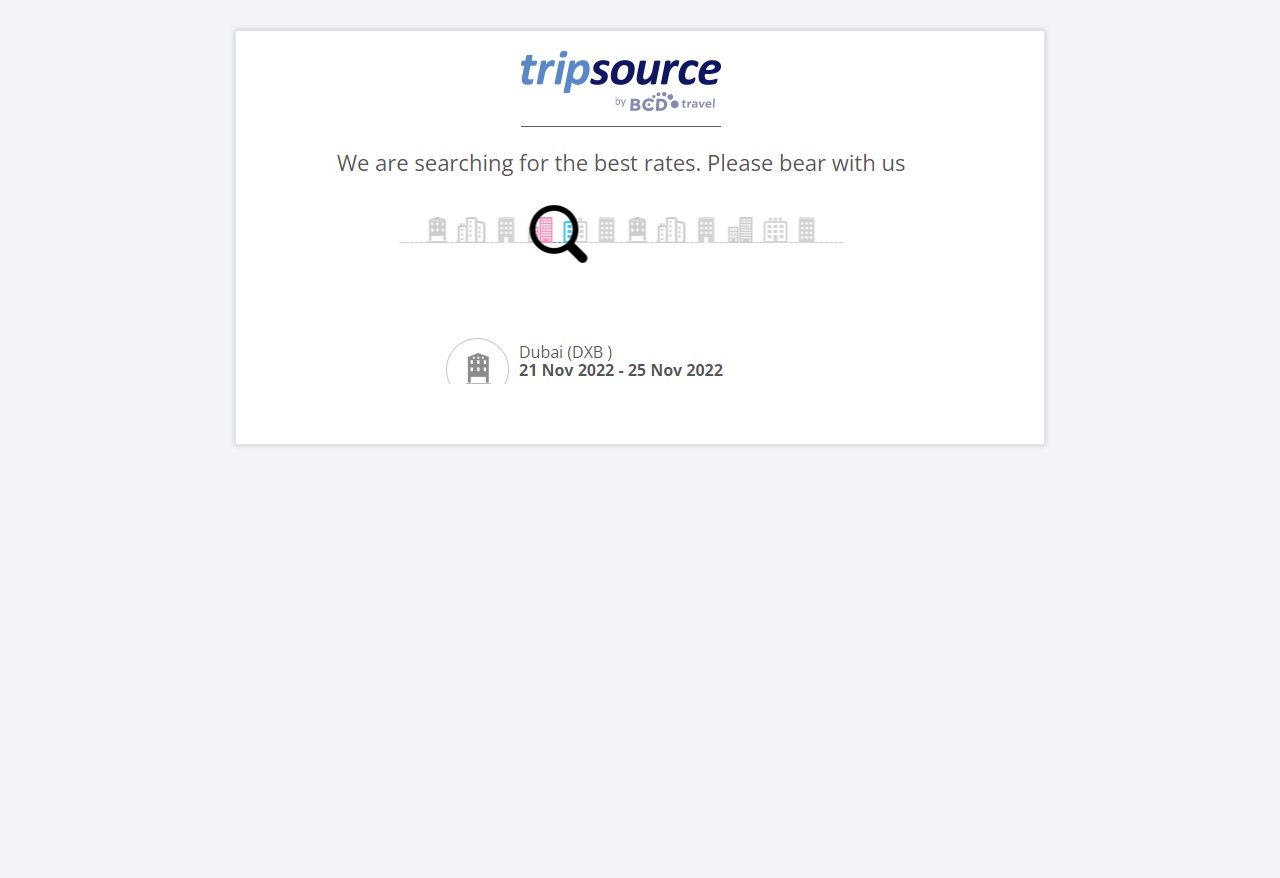 tripsource
by BCD travel
We are searching for the best rates. Please bear with us
Dubai (DXB )
21 Nov 2022 - 25 Nov 2022